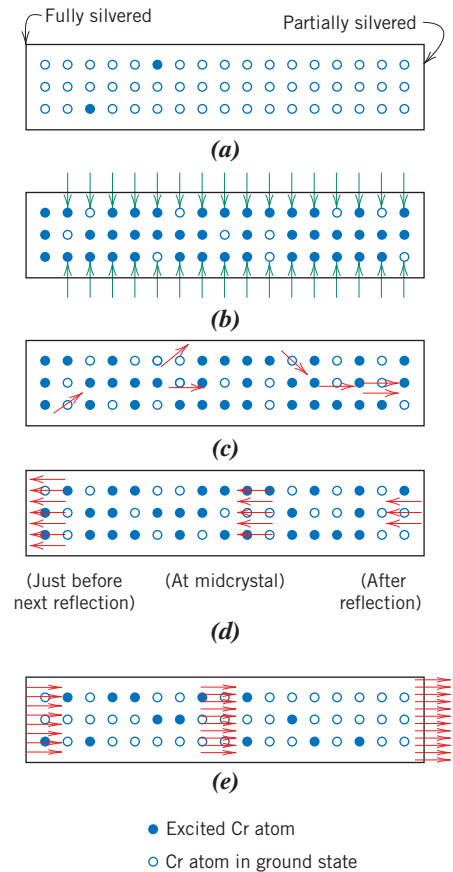 Fully silvered
Partially silvered
(a)
(b)
(c)
(Just before
next reflection)
(At midcrystal)
(After
reflection)
(d)
(e)
Excited Cr atom
Cr atom in ground state